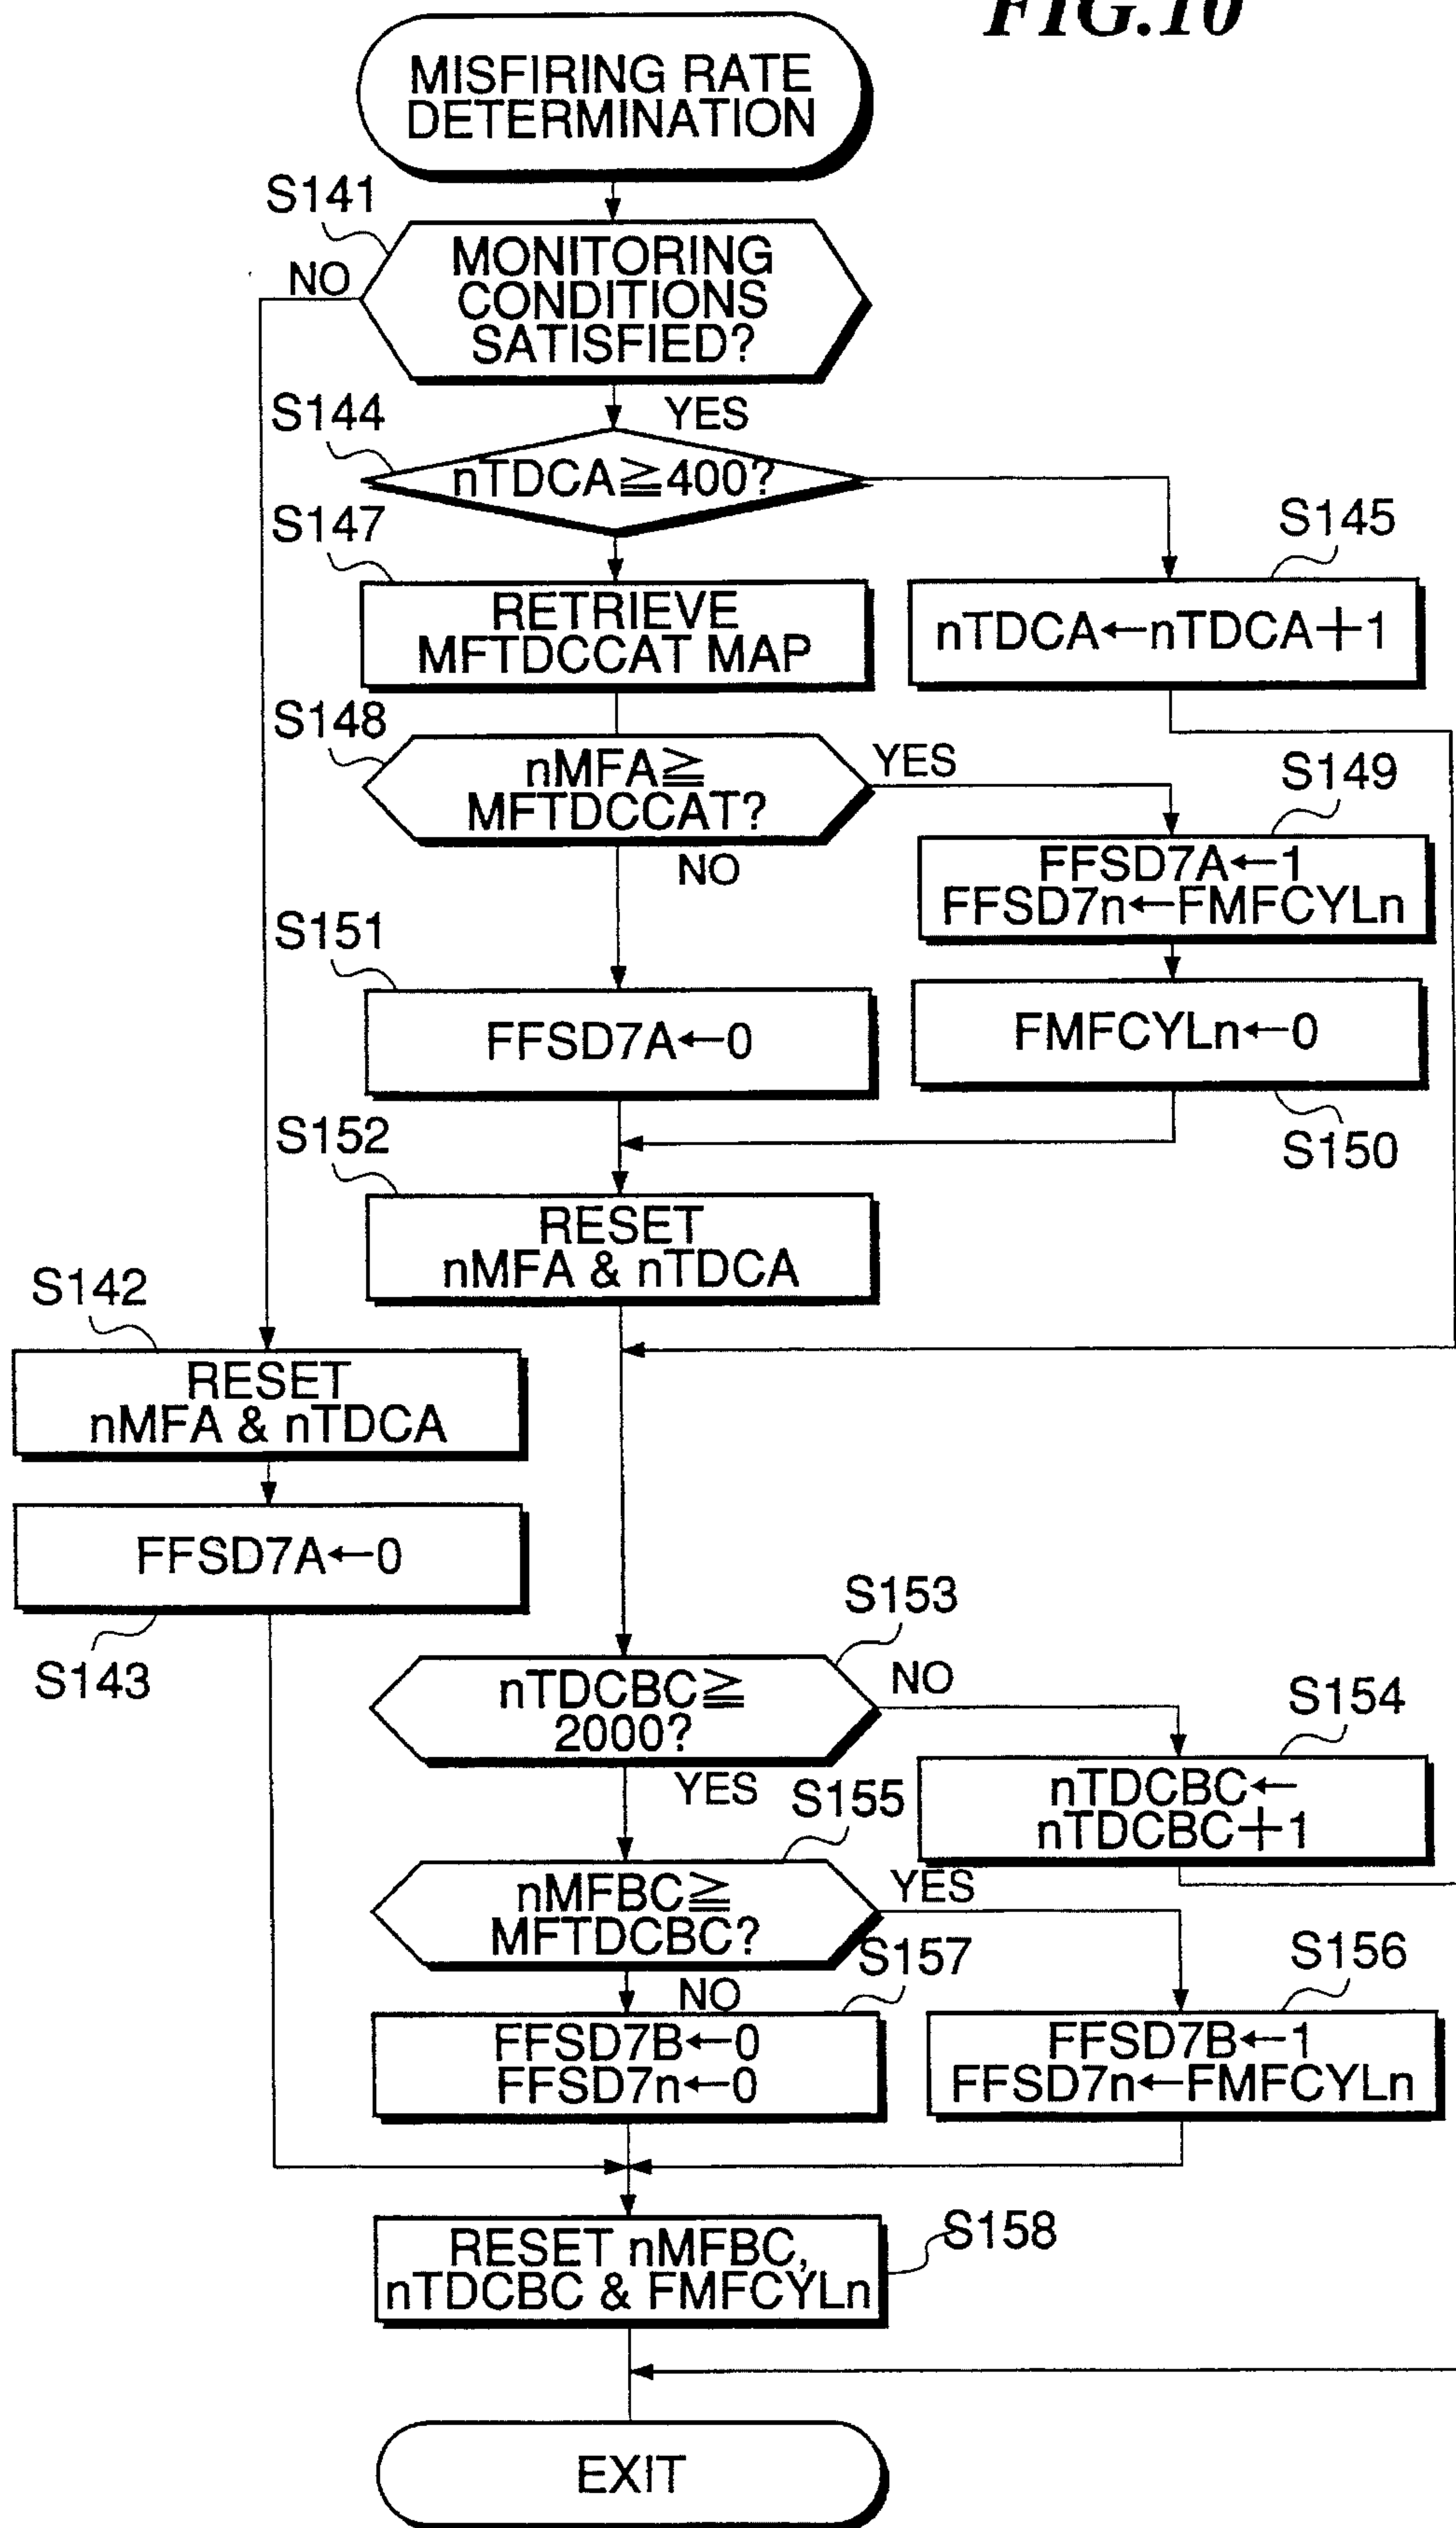 FIG.10
MISFIRING RATE
DETERMINATION
S141
MONITORING
CONDITIONS
SATISFIED?
NO
YES
S144
nTDCA≧400?
S147
RETRIEVE
MFTDCCAT MAP
S145
nTDCA←nTDCA+1
S148
nMFA≧
MFTDCCAT?
YES
NO
S149
FFSD7A←1
FFSD7n←FMFCYLn
S151
FFSD7A←0
FMFCYLn←0
S150
S152
RESET
nMFA & nTDCA
S142
RESET
nMFA & nTDCA
FFSD7A←0
S143
S153
nTDCBC≧
2000?
NO
YES
S154
nTDCBC←
nTDCBC+1
S155
nMFBC≧
MFTDCBC?
YES
NO
S157
FFSD7B←0
FFSD7n←0
S156
FFSD7B←1
FFSD7n←FMFCYLn
S158
RESET nMFBC,
nTDCBC & FMFCYLn
EXIT